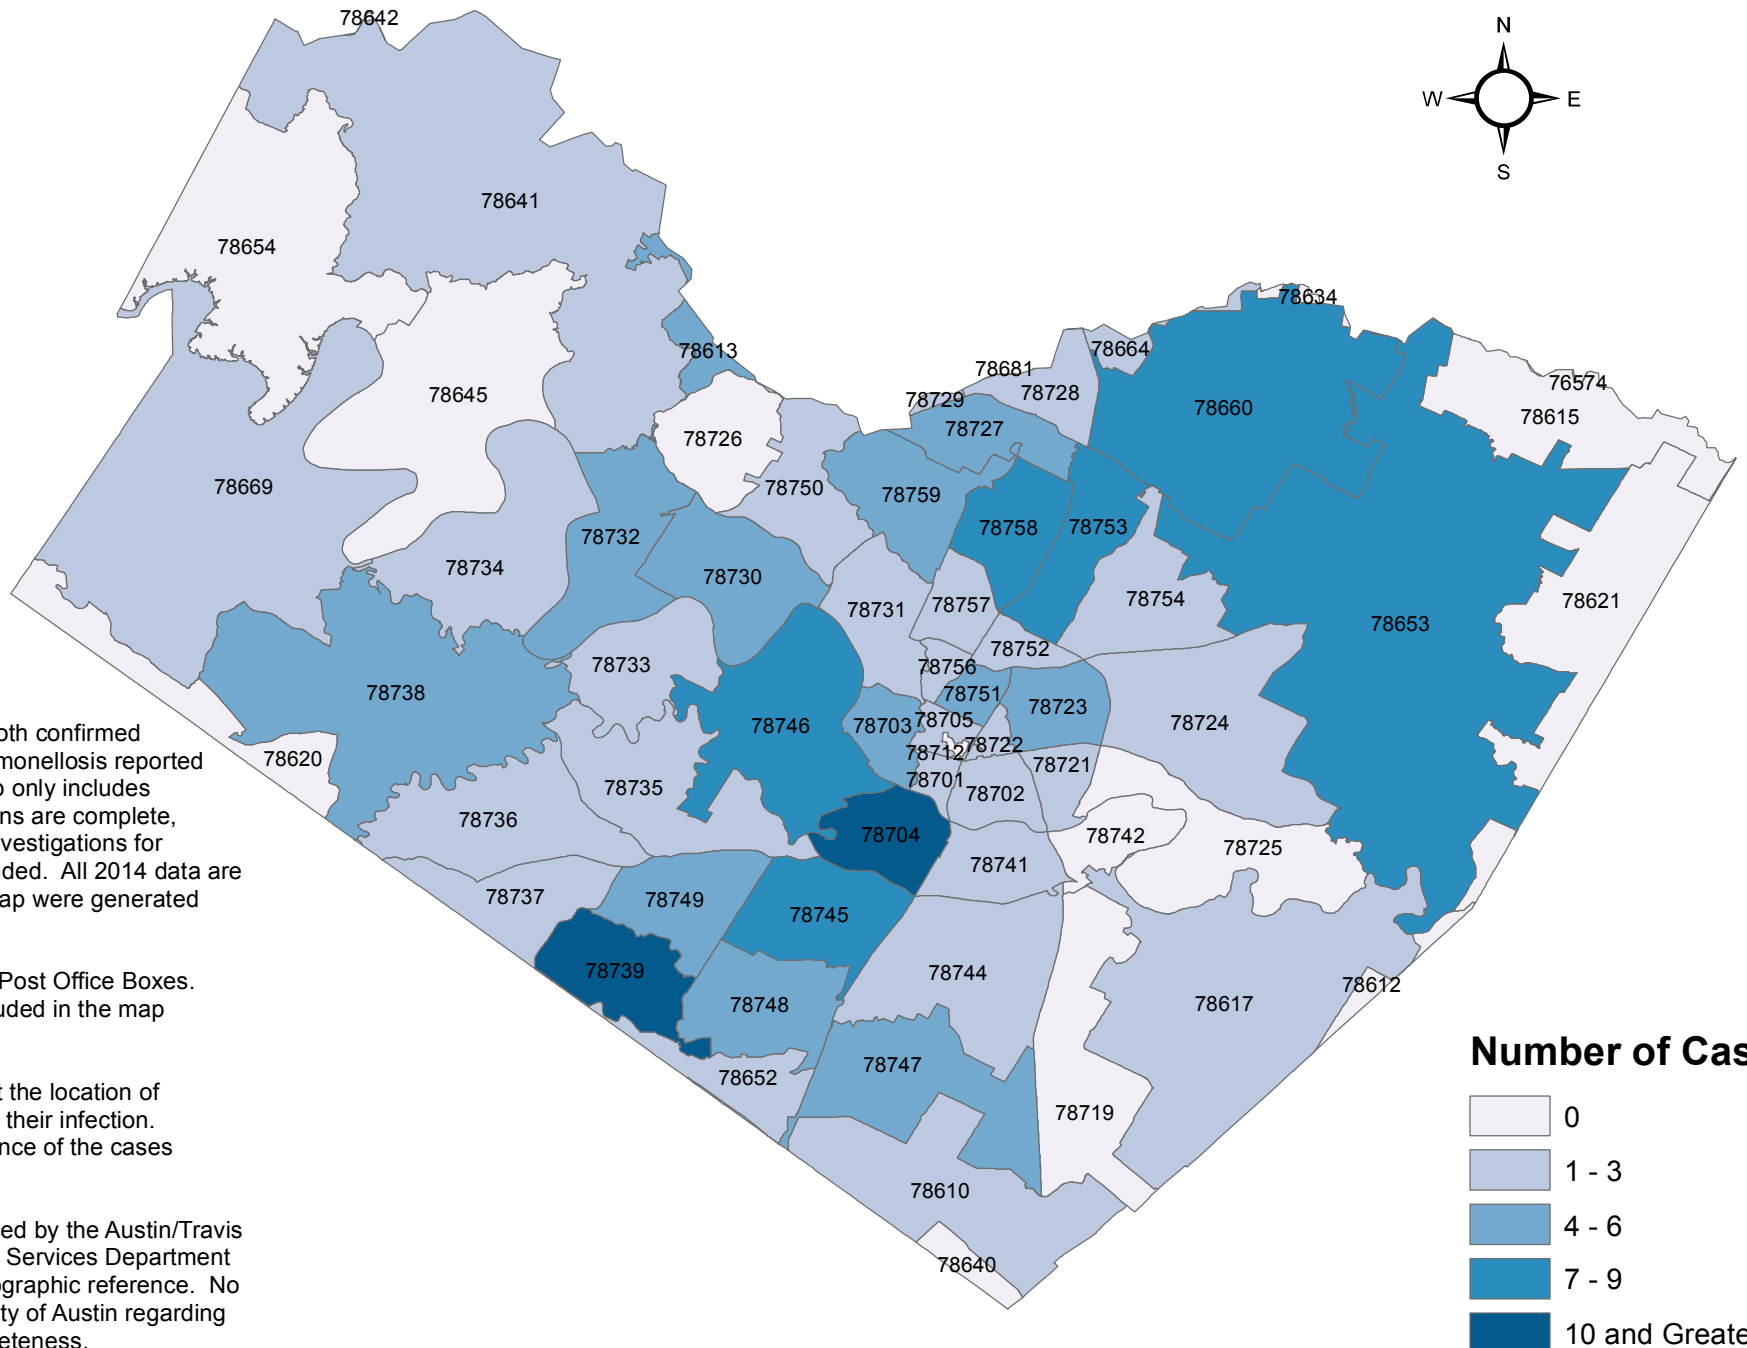 78642
N
W E
S
78641
78654
78634
78613
78664
78681
76574
78645
78729
78728
78660
78615
78726
78727
78669
78750
78759
78758
78753
78732
78734
78730
78731
78757
78754
78621
78653
78752
78733
78756
78738
78751
78723
78746
78703
78705
78724
oth confirmed
78620
78712
78722
monellosis reported
78721
o only includes
78735
78701
78702
ns are complete,
78736
78704
78742
78725
vestigations for
78741
ded. All 2014 data are
78737
78749
78745
ap were generated
78739
78744
Post Office Boxes.
78748
78617
78612
uded in the map
Number of Cas
78747
78652
t the location of
78719
0
their infection.
nce of the cases
1 - 3
78610
sed by the Austin/Travis
4 - 6
Services Department
78640
ographic reference. No
7 - 9
ty of Austin regarding
10 and Greate
eteness.